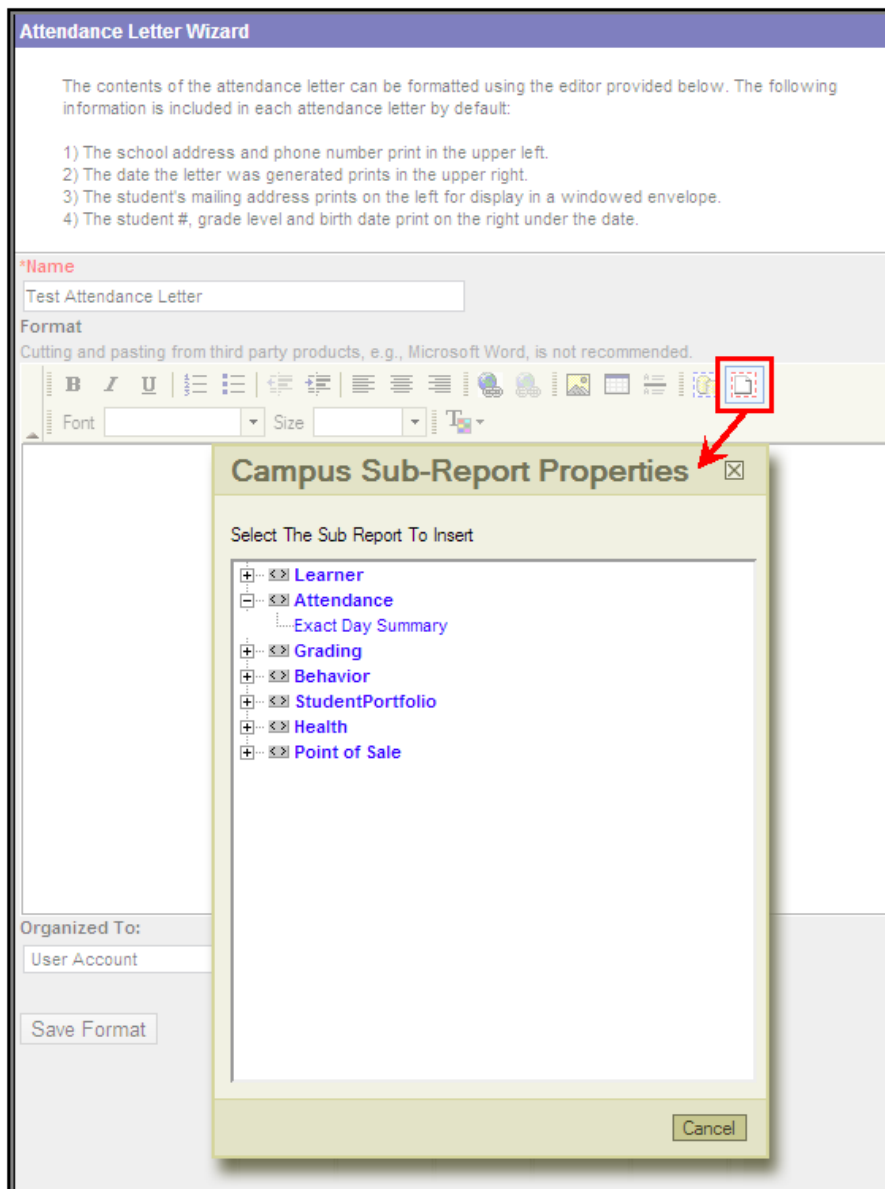 Attendance Letter Wizard
The contents of the attendance letter can be formatted using the editor provided below. The following
information is included in each attendance letter by default:
1) The school address and phone number print in the upper left.
2) The date the letter was generated prints in the upper right.
3) The student's mailing address prints on the left for display in a windowed envelope.
4) The student #, grade level and birth date print on the right under the date.
*Name
Test Attendance Letter
Format
Cutting and pasting from third party products, e.g., Microsoft Word, is not recommended.
B I U
Font Size
Campus Sub-Report Properties
Select The Sub Report To Insert
Learner
Attendance
Exact Day Summary
Grading
Behavior
StudentPortfolio
Health
Point of Sale
Organized To:
User Account
Save Format
Cancel